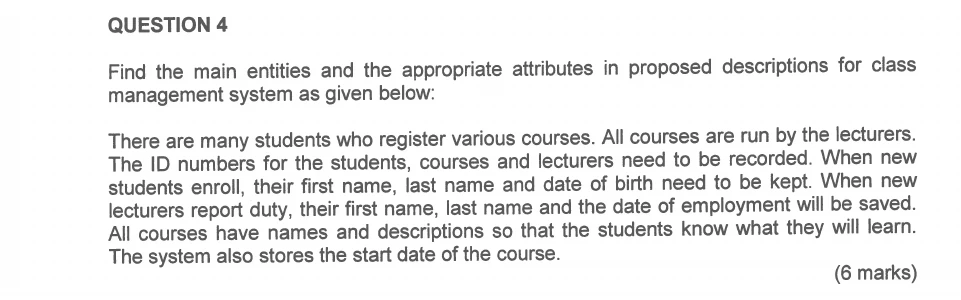 QUESTION 4
Find the main entities and the appropriate attributes in proposed descriptions for class
management system as given below:
There are many students who register various courses. All courses are run by the lecturers.
The ID numbers for the students, courses and lecturers need to be recorded. When new
students enroll, their first name, last name and date of birth need to be kept. When new
lecturers report duty, their first name, last name and the date of employment will be saved.
All courses have names and descriptions so that the students know what they will learn.
The system also stores the start date of the course.
(6 marks)